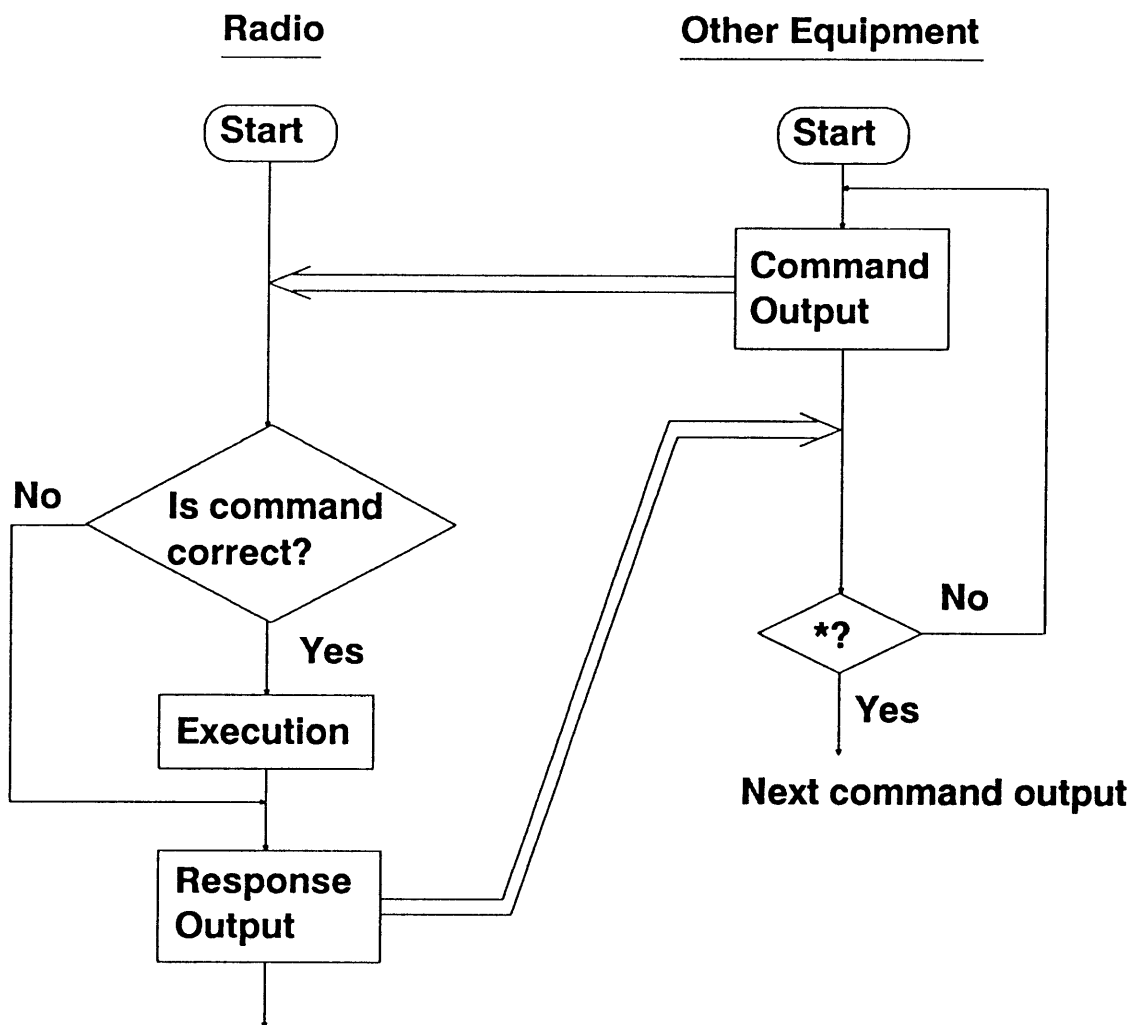 Radio
Other Equipment
Start
Start
Command
Output
No
Is command
correct?
Yes
*?
No
Execution
Yes
Next command output
Response
Output